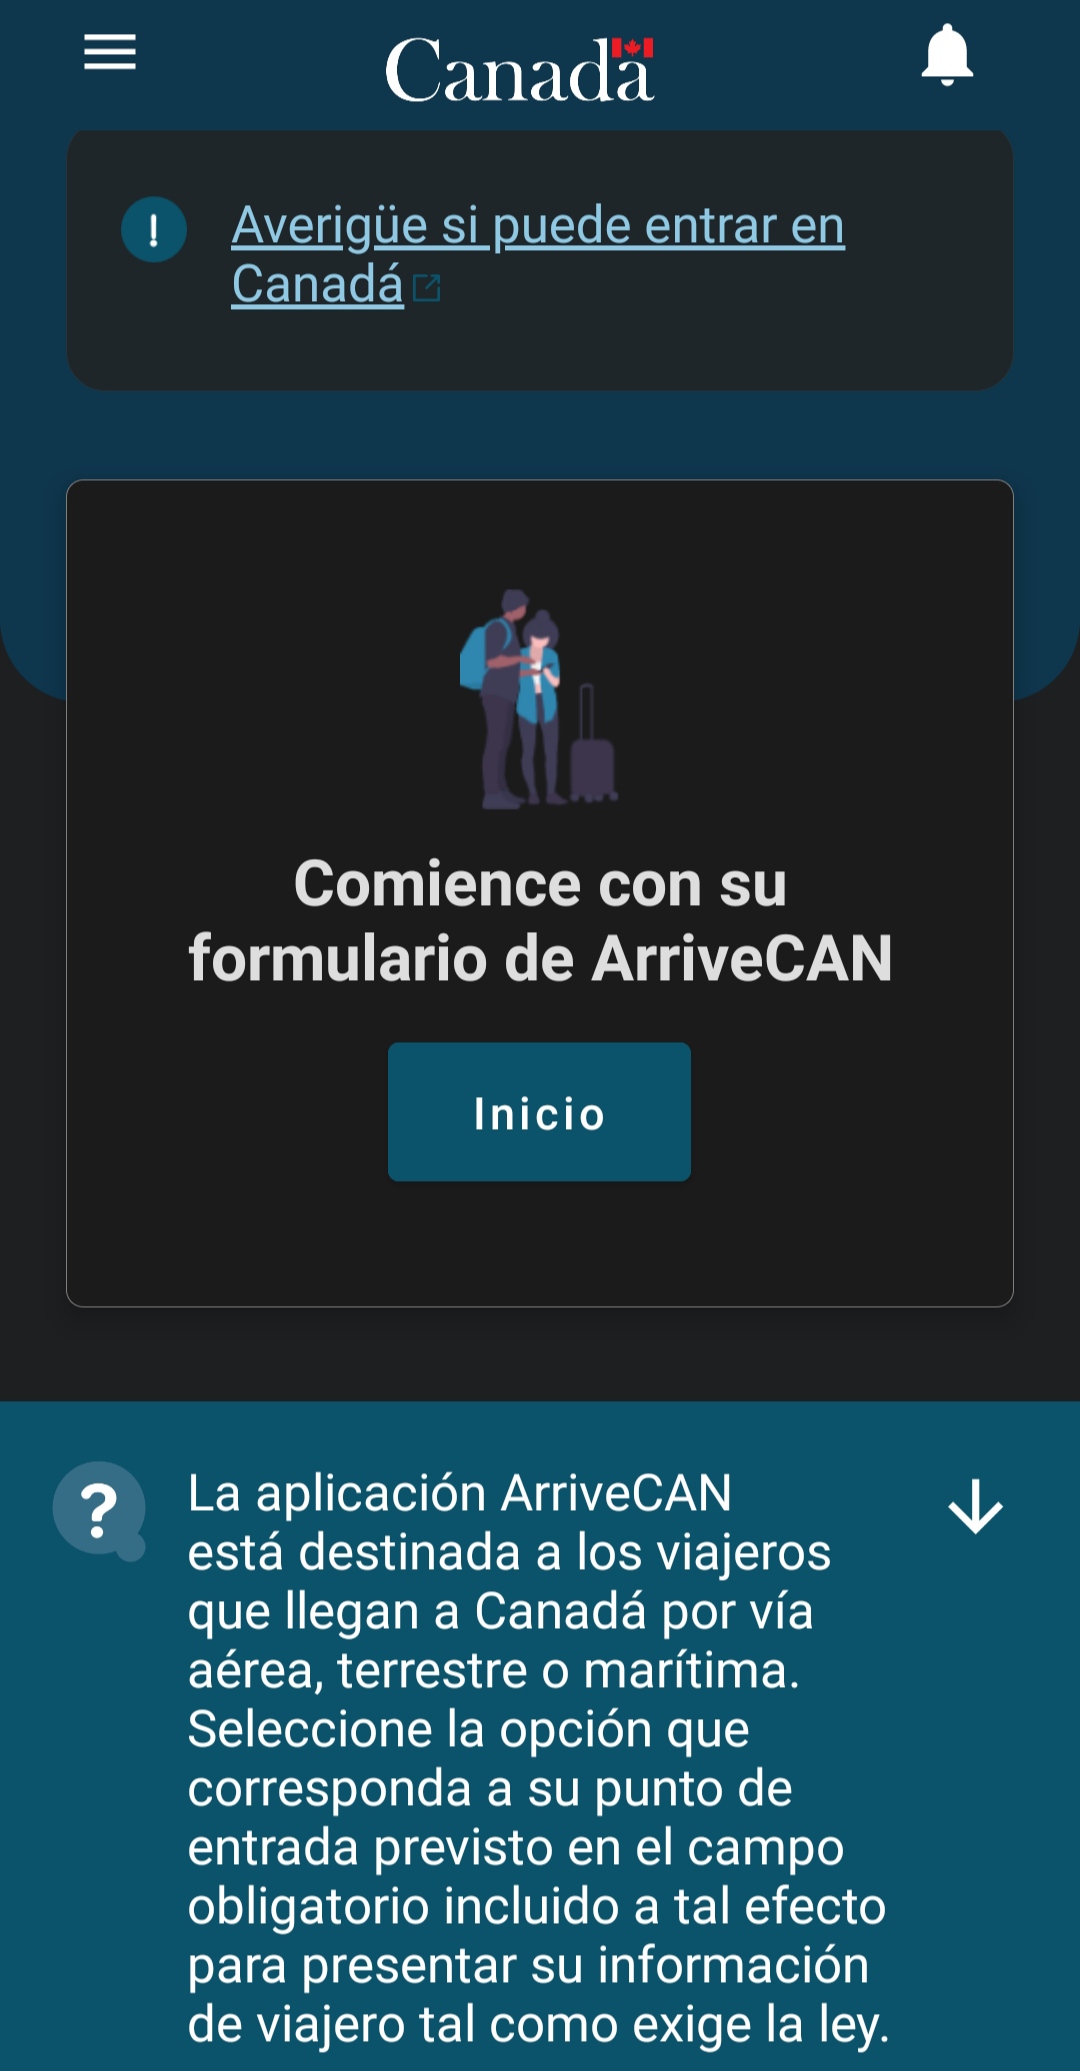 Canada
! Averigüe si puede entrar en
Canadá
Comience con su
formulario de ArriveCAN
Inicio
? La aplicación ArriveCAN
está destinada a los viajeros
que llegan a Canadá por vía
aérea, terrestre o marítima.
Seleccione la opción que
corresponda a su punto de
entrada previsto en el campo
obligatorio incluido a tal efecto
para presentar su información
de viajero tal como exige la ley.